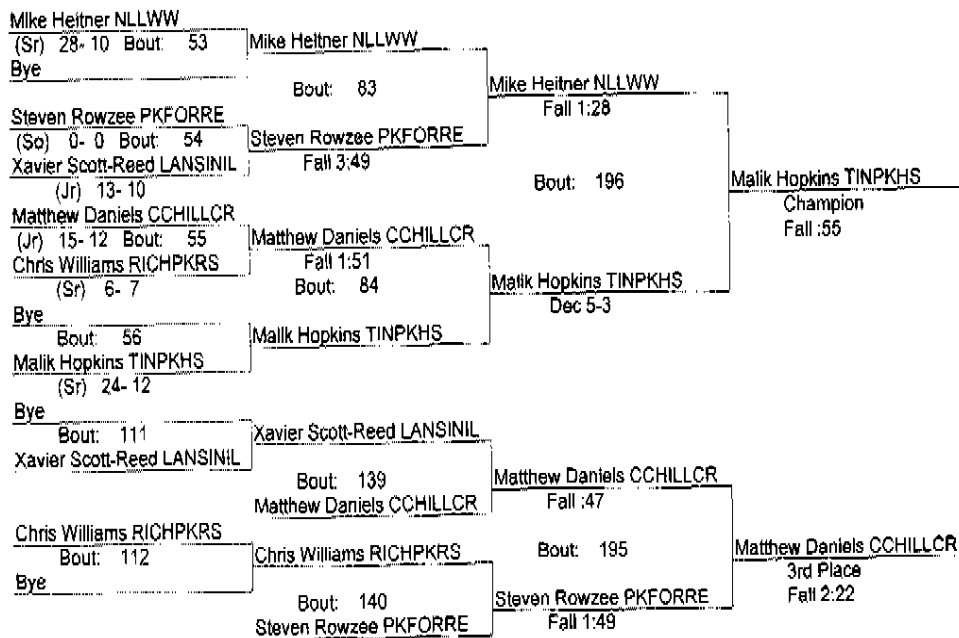 Mike Heitner NLLWW
(Sr) 28- 10 Bout: 53
Bye
Mike Heitner NLLWW
Bout: 83
Steven Rowzee PKFORRE
(So) 0- 0 Bout: 54
Xavier Scott-Reed LANSINIL
(Jr) 13- 10
Steven Rowzee PKFORRE
Fall 3:49
Mike Heitner NLLWW
Fall 1:28
Matthew Daniels CCHILLCR
(Jr) 15- 12 Bout: 55
Chris Williams RICHPKRS
(Sr) 6- 7
Matthew Daniels CCHILLCR
Fall 1:51
Bout: 84
Bye
Bout: 56
Malik Hopkins TINPKHS
(Sr) 24- 12
Malik Hopkins TINPKHS
Malik Hopkins TINPKHS
Dec 5-3
Bout: 196
Malik Hopkins TINPKHS
Champion
Fall :55
Bye
Bout: 111
Xavier Scott-Reed LANSINIL
Xavier Scott-Reed LANSINIL
Bout: 139
Matthew Daniels CCHILLCR
Matthew Daniels CCHILLCR
Fall :47
Chris Williams RICHPKRS
Bout: 112
Bye
Chris Williams RICHPKRS
Bout: 140
Steven Rowzee PKFORRE
Steven Rowzee PKFORRE
Fall 1:49
Bout: 195
Matthew Daniels CCHILLCR
3rd Place
Fall 2:22